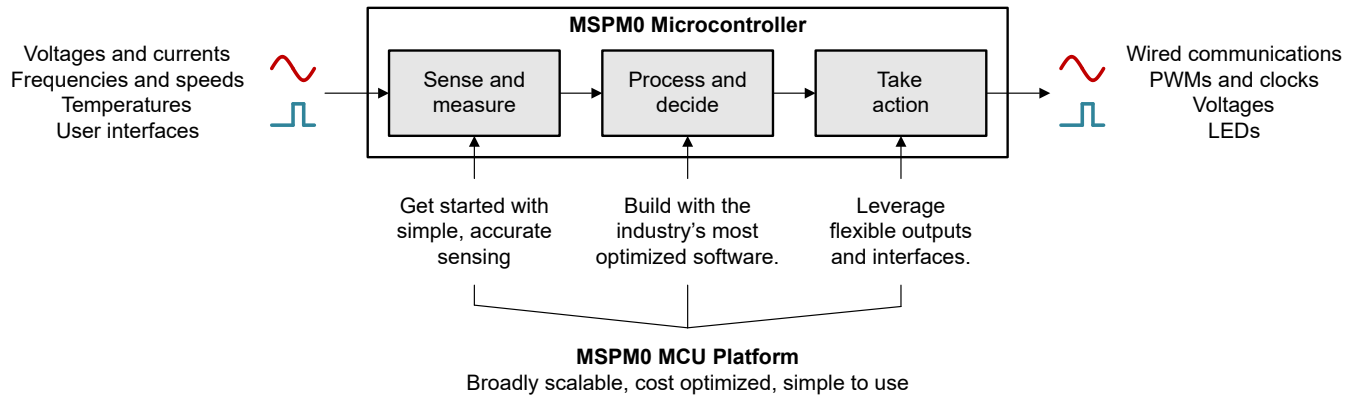 MSPM0 Microcontroller
Voltages and currents
Frequencies and speeds
Temperatures
User interfaces
Sense and
measure
Process and
decide
Take
action
Wired communications
PWMs and clocks
Voltages
LEDs
Get started with
simple, accurate
sensing
Build with the
industry’s most
optimized software.
Leverage
flexible outputs
and interfaces.
MSPM0 MCU Platform
Broadly scalable, cost optimized, simple to use